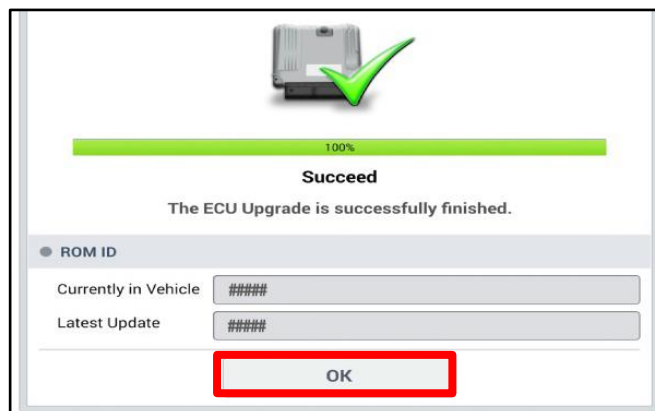 100%
Succeed
The ECU Upgrade is successfully finished.
ROM ID
Currently in Vehicle #####
Latest Update #####
OK